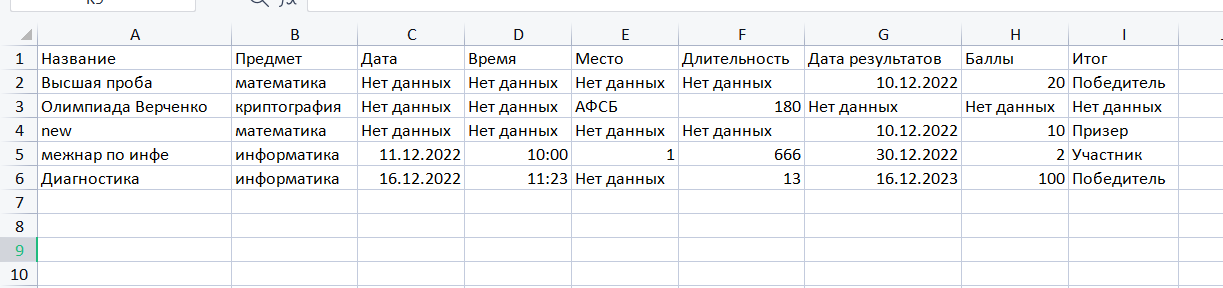 A B C D E F G H I
1 Название Предмет Дата Время Место Длительность Дата результатов Баллы Итог
2 Высшая проба математика Нет данных Нет данных Нет данных Нет данных 10.12.2022 20 Победитель
3 Олимпиада Верченко криптография Нет данных Нет данных АФСБ 180 Нет данных Нет данных Нет данных
4 new математика Нет данных Нет данных Нет данных Нет данных 10.12.2022 10 Призер
5 межнар по инфе информатика 11.12.2022 10:00 1 666 30.12.2022 2 Участник
6 Диагностика информатика 16.12.2022 11:23 Нет данных 13 16.12.2023 100 Победитель
7
8
9
10